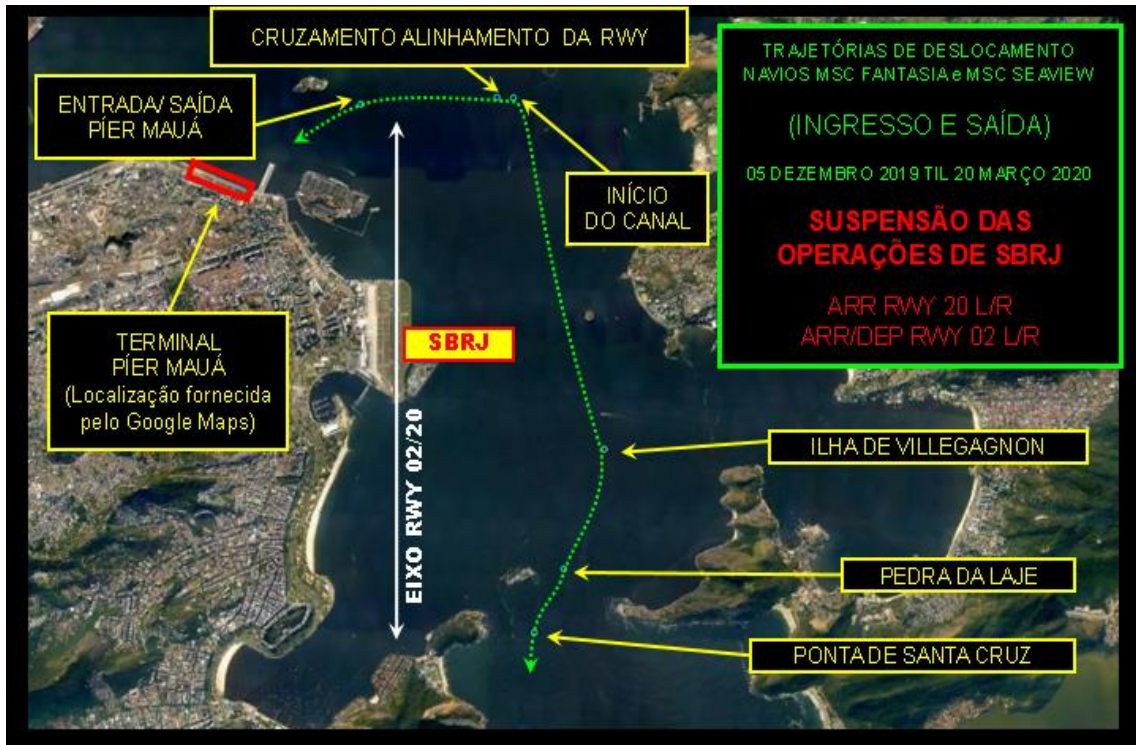 CRUZAMENTO ALINHAMENTO DA RWY
ENTRADA/ SAÍDA
PÍER MAUÁ
INÍCIO
DO CANAL
TERMINAL
PÍER MAUÁ
(Localização fornecida
pelo Google Maps)
SBRJ
EIXO RWY 02/20
TRAJETÓRIAS DE DESLOCAMENTO
NAVIOS MSC FANTASIA e MSC SEAVIEW
(INGRESSO E SAÍDA)
05 DEZEMBRO 2019 TIL 20 MARÇO 2020
SUSPENSÃO DAS
OPERAÇÕES DE SBRJ
ARR RWY 20 L/R
ARR/DEP RWY 02 L/R
ILHA DE VILLEGAGNON
PEDRA DA LAJE
PONTA DE SANTA CRUZ